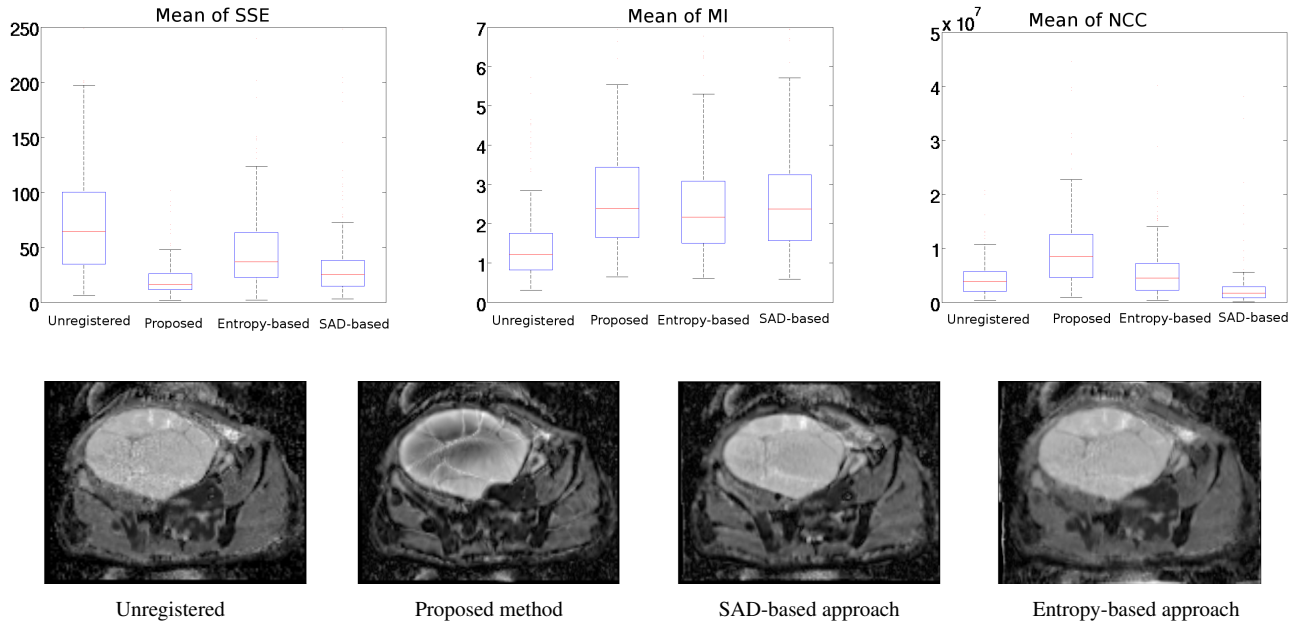 Mean of SSE
250
200
150
100
50
0
Unregistered Proposed Entropy-based SAD-based
Mean of MI
7
6
5
4
3
2
1
0
Unregistered Proposed Entropy-based SAD-based
Mean of NCC
x 10^7
5
4
3
2
1
0
Unregistered Proposed Entropy-based SAD-based
Unregistered Proposed method SAD-based approach Entropy-based approach